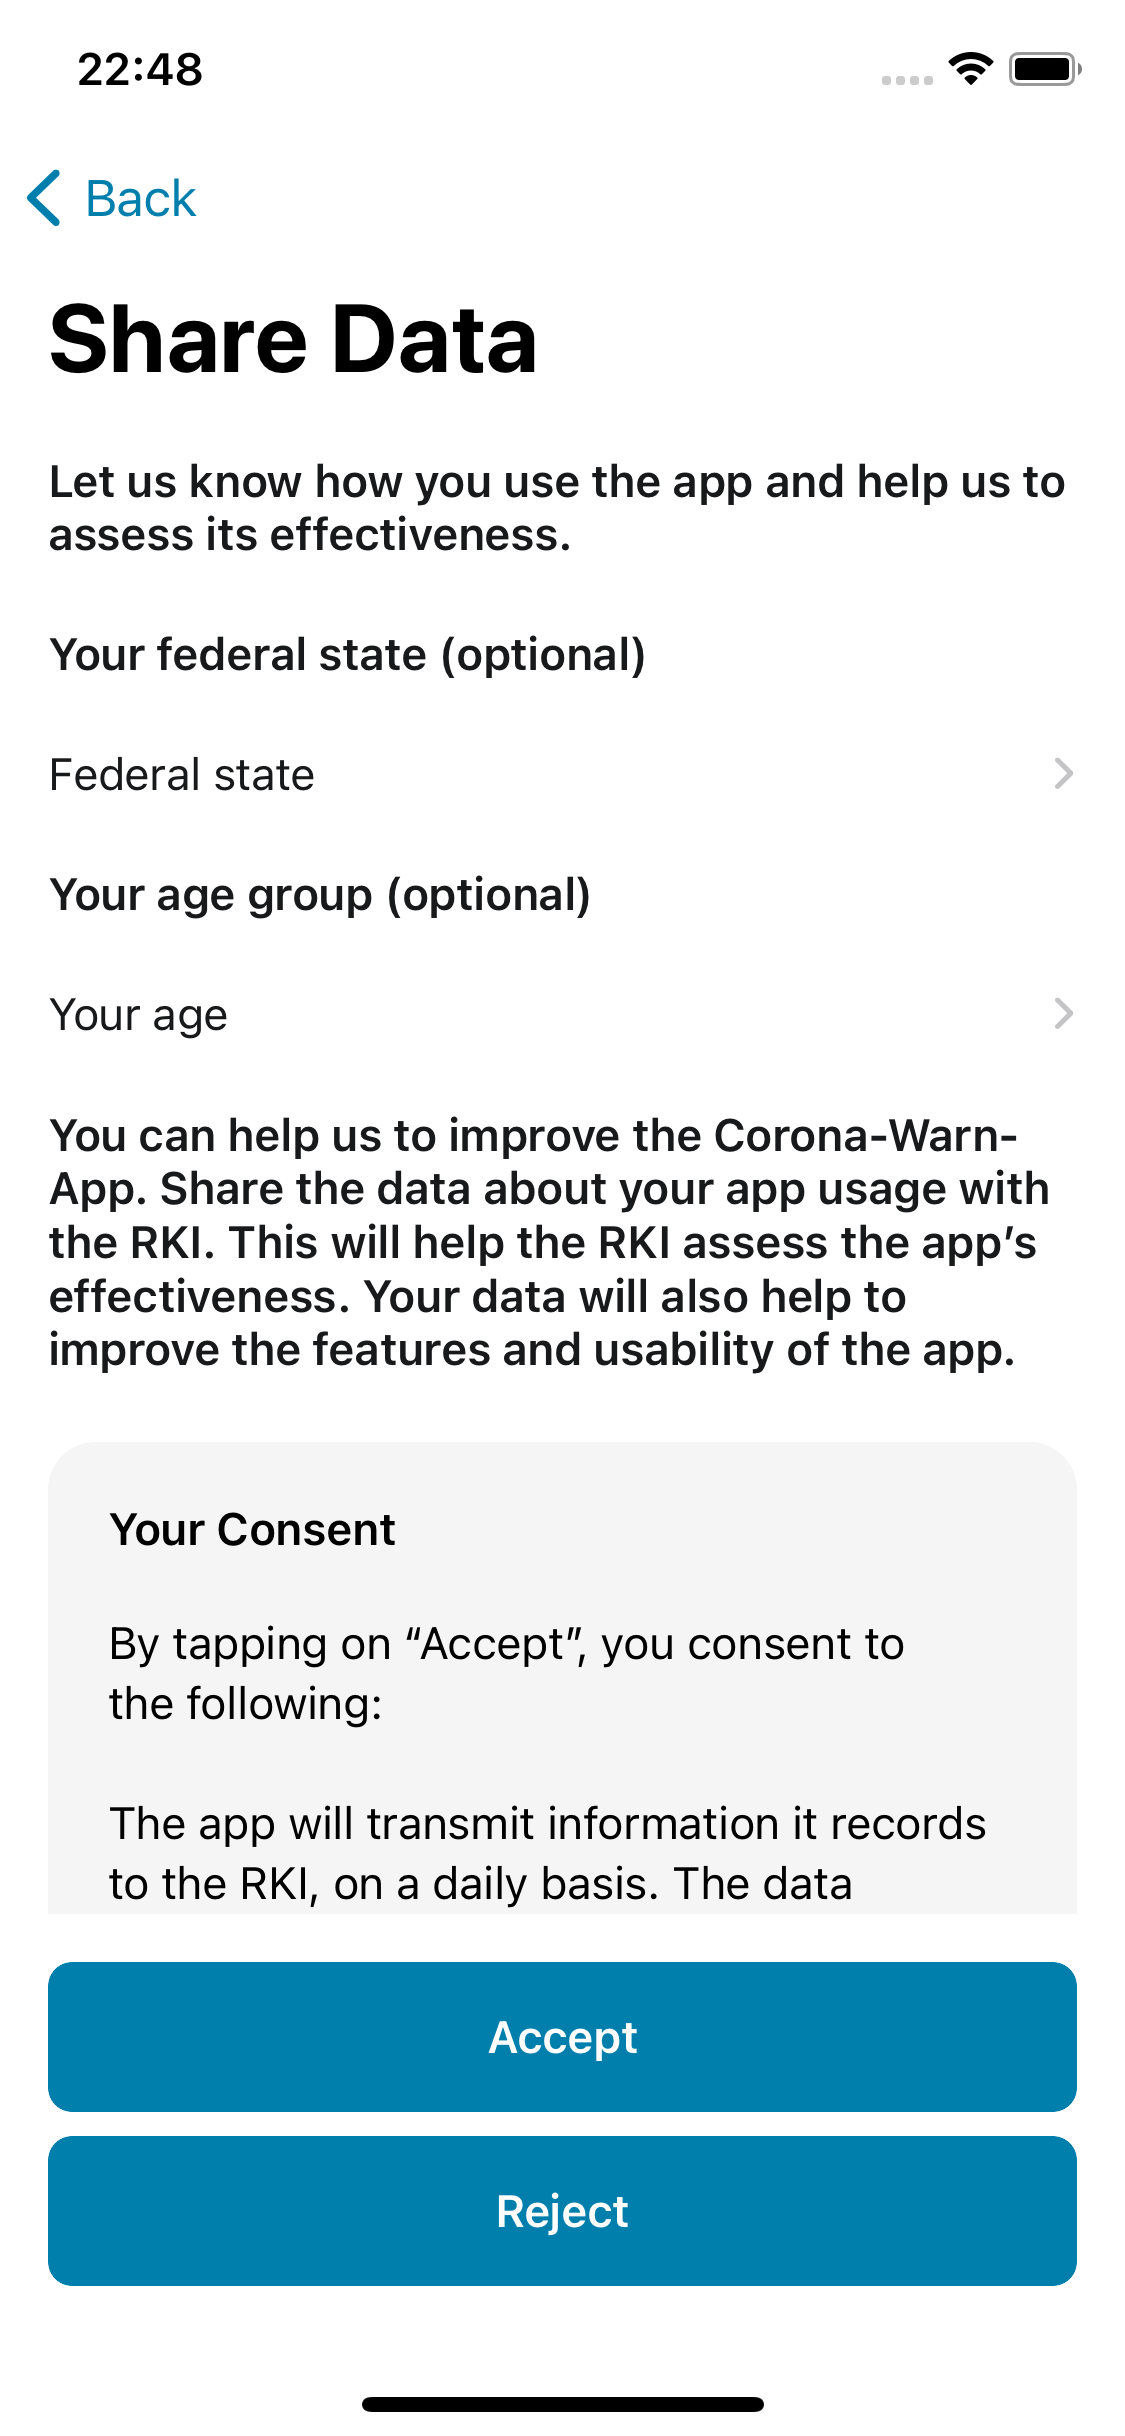 22:48
Back
Share Data
Let us know how you use the app and help us to
assess its effectiveness.
Your federal state (optional)
Federal state
Your age group (optional)
Your age
You can help us to improve the Corona-Warn-
App. Share the data about your app usage with
the RKI. This will help the RKI assess the app’s
effectiveness. Your data will also help to
improve the features and usability of the app.
Your Consent
By tapping on “Accept”, you consent to
the following:
The app will transmit information it records
to the RKI, on a daily basis. The data
Accept
Reject